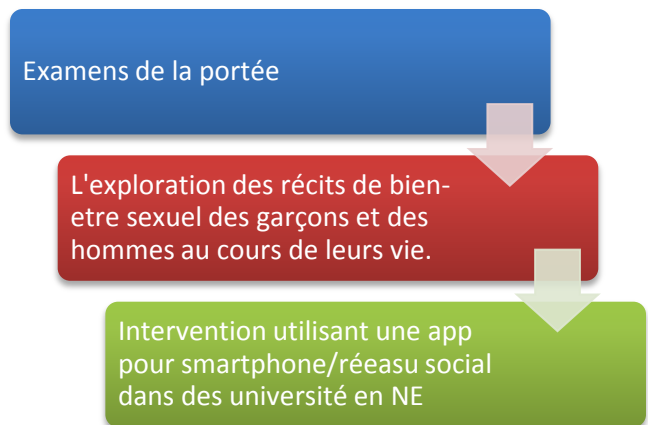 Examens de la portée
L'exploration des récits de bien-
etre sexuel des garçons et des
hommes au cours de leurs vie.
Intervention utilisant une app
pour smartphone/réeasu social
dans des université en NE